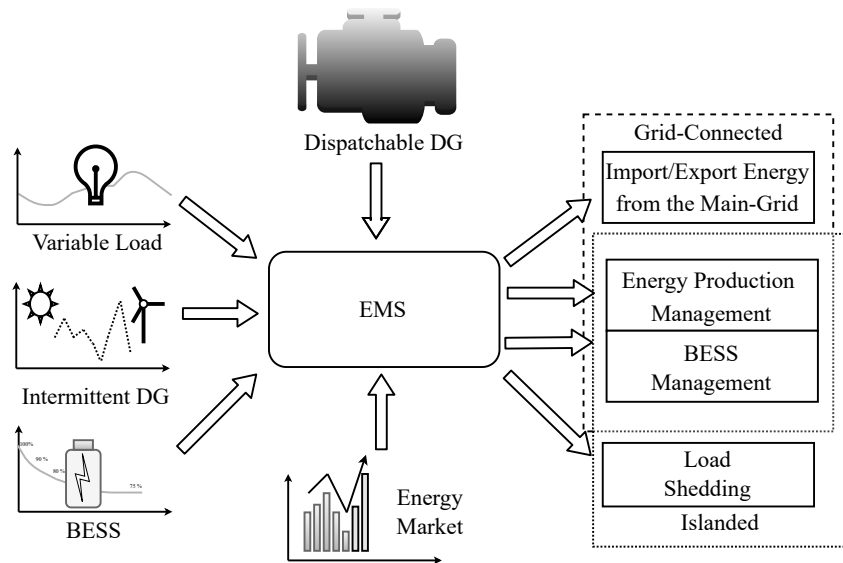 Dispatchable DG
Variable Load
Intermittent DG
100%
90 %
80 %
75 %
BESS
EMS
Energy
Market
Grid-Connected
Import/Export Energy
from the Main-Grid
Energy Production
Management
BESS
Management
Load
Shedding
Islanded